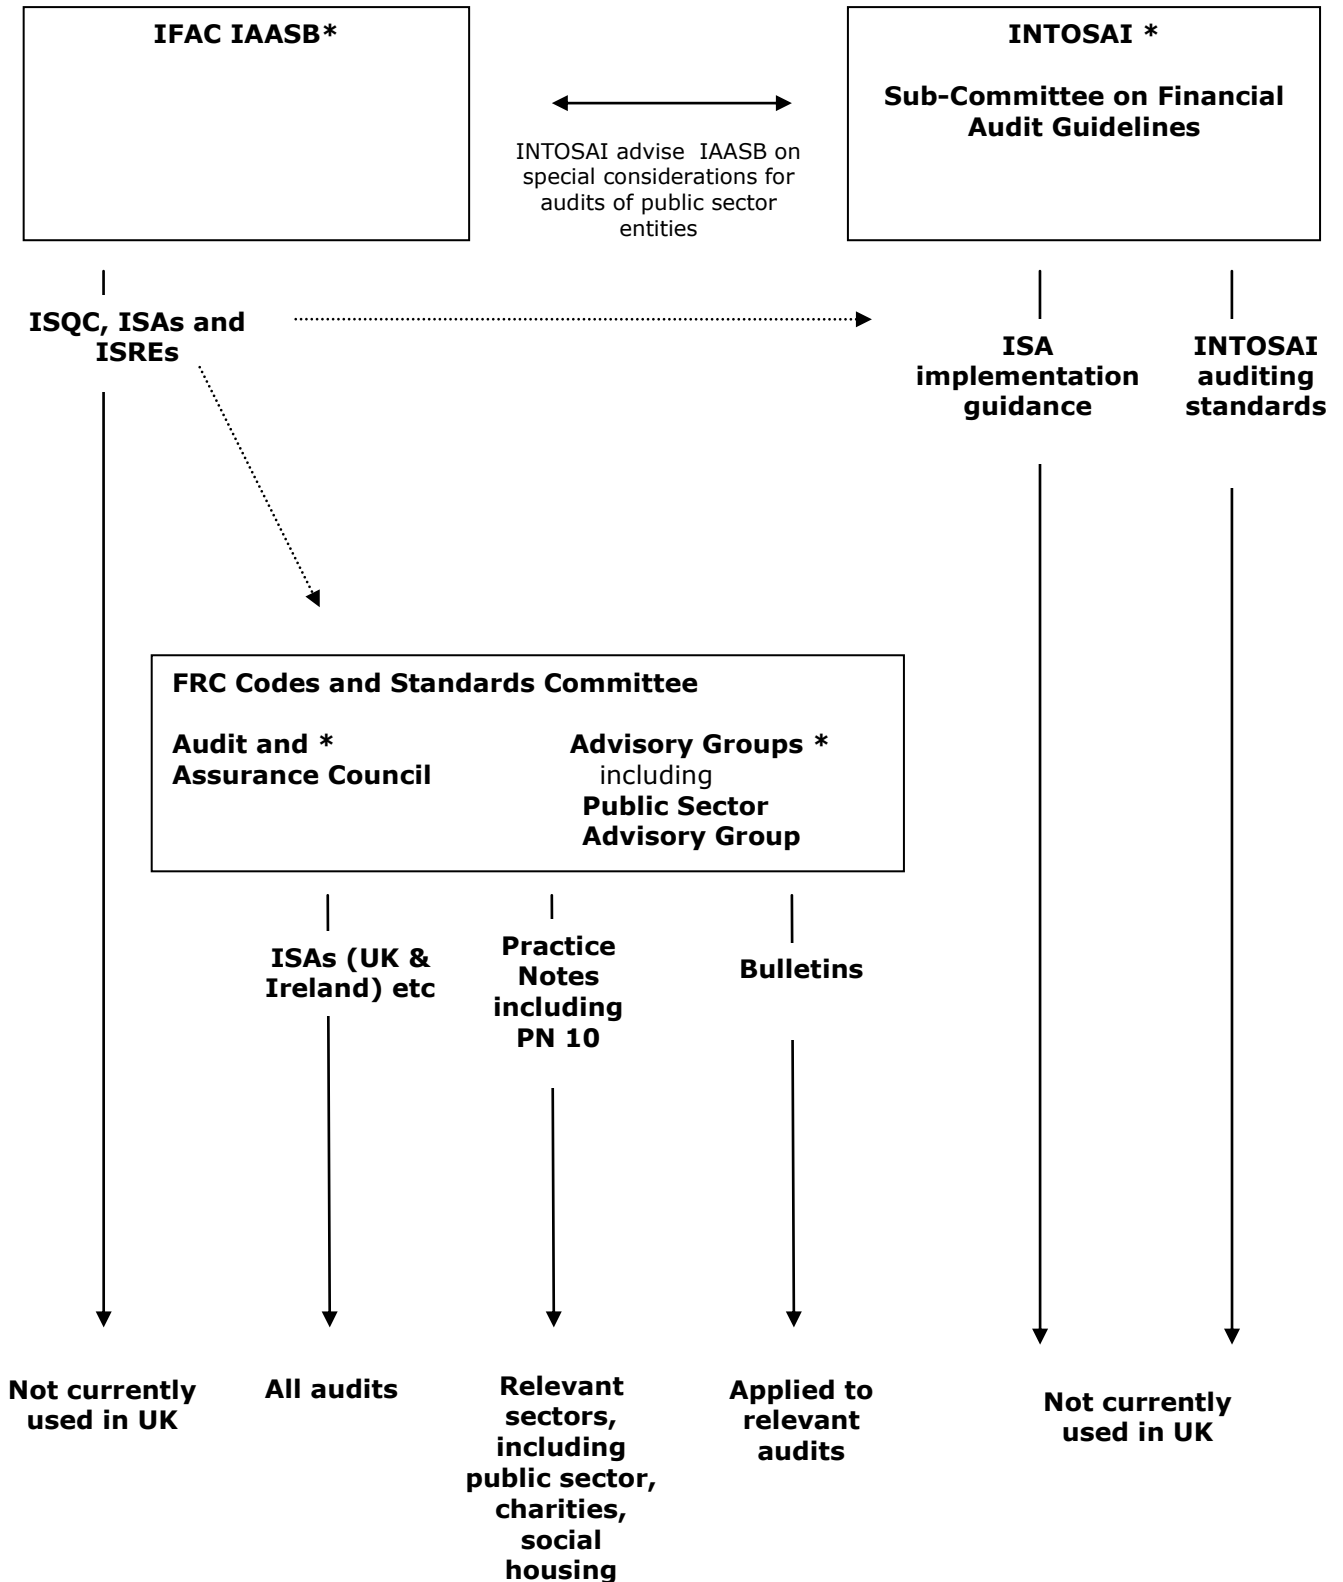 IFAC IAASB*
INTOSAI *
Sub-Committee on Financial
Audit Guidelines
INTOSAI advise IAASB on
special considerations for
audits of public sector
entities
ISQC, ISAs and
ISREs
ISA
implementation
guidance
INTOSAI
auditing
standards
FRC Codes and Standards Committee
Audit and *
Assurance Council
Advisory Groups *
including
Public Sector
Advisory Group
ISAs (UK &
Ireland) etc
Practice
Notes
including
PN 10
Bulletins
Not currently
used in UK
All audits
Relevant
sectors,
including
public sector,
charities,
social
housing
Applied to
relevant
audits
Not currently
used in UK